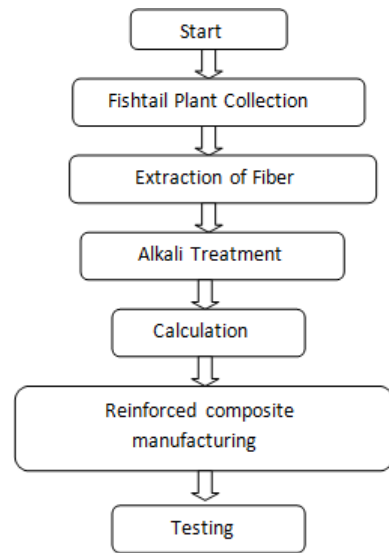 Start
Fishtail Plant Collection
Extraction of Fiber
Alkali Treatment
Calculation
Reinforced composite
manufacturing
Testing